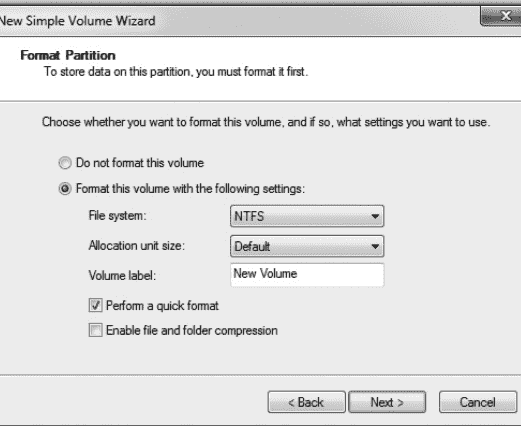 New Simple Volume Wizard
Format Partition
To store data on this partition, you must format it first.
Choose whether you want to format this volume, and if so, what settings you want to use.
Do not format this volume
Format this volume with the following settings:
File system: NTFS
Allocation unit size: Default
Volume label: New Volume
Perform a quick format
Enable file and folder compression
< Back Next > Cancel